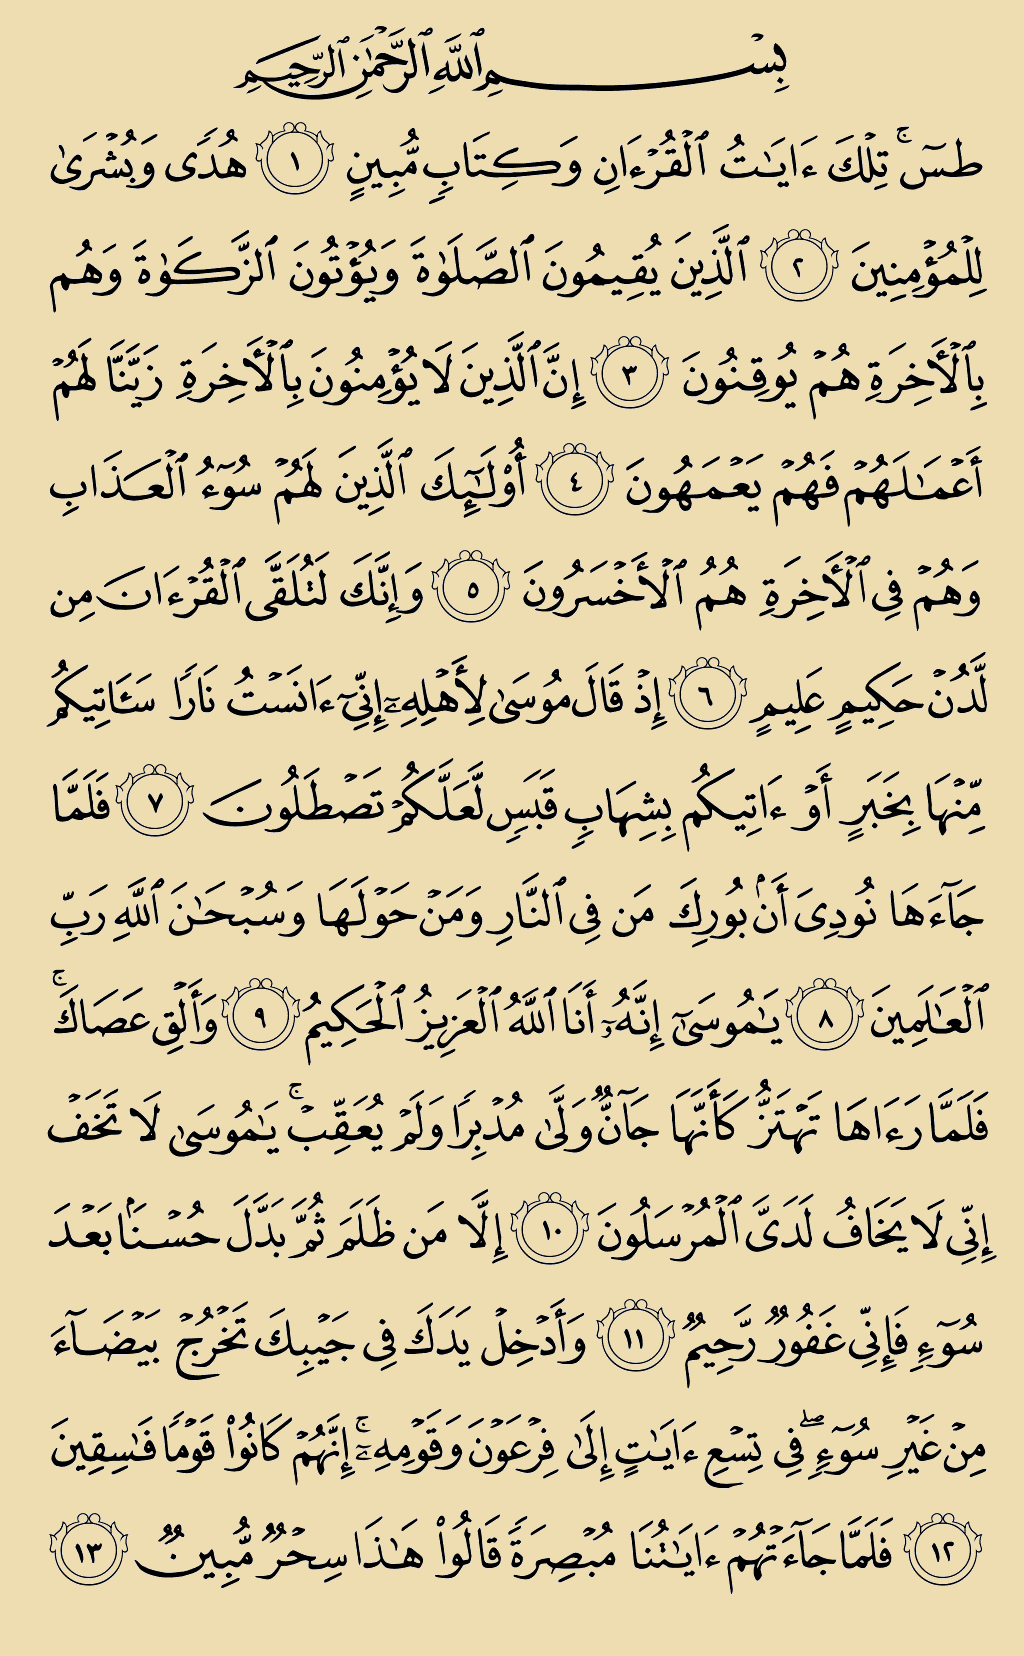 بِسْمِ ٱللَّهِ ٱلرَّحْمَٰنِ ٱلرَّحِيمِ
طسٓ ۚ تِلْكَ ءَايَٰتُ ٱلْقُرْءَانِ وَكِتَابٍ مُّبِينٍ ١ هُدًى وَبُشْرَىٰ
لِلْمُؤْمِنِينَ ٢ ٱلَّذِينَ يُقِيمُونَ ٱلصَّلَوٰةَ وَيُؤْتُونَ ٱلزَّكَوٰةَ وَهُم
بِٱلْأَخِرَةِ هُمْ يُوقِنُونَ ٣ إِنَّ ٱلَّذِينَ لَا يُؤْمِنُونَ بِٱلْأَخِرَةِ زَيَّنَّا لَهُمْ
أَعْمَٰلَهُمْ فَهُمْ يَعْمَهُونَ ٤ أُو۟لَٰٓئِكَ ٱلَّذِينَ لَهُمْ سُوٓءُ ٱلْعَذَابِ
وَهُمْ فِى ٱلْأَخِرَةِ هُمُ ٱلْأَخْسَرُونَ ٥ وَإِنَّكَ لَتُلَقَّى ٱلْقُرْءَانَ مِن
لَّدُنْ حَكِيمٍ عَلِيمٍ ٦ إِذْ قَالَ مُوسَىٰ لِأَهْلِهِۦٓ إِنِّىٓ ءَانَسْتُ نَارًا سَـَٔاتِيكُم
مِّنْهَا بِخَبَرٍ أَوْ ءَاتِيكُم بِشِهَابٍ قَبَسٍ لَّعَلَّكُمْ تَصْطَلُونَ ٧ فَلَمَّا
جَآءَهَا نُودِىَ أَنۢ بُورِكَ مَن فِى ٱلنَّارِ وَمَنْ حَوْلَهَا وَسُبْحَٰنَ ٱللَّهِ رَبِّ
ٱلْعَٰلَمِينَ ٨ يَٰمُوسَىٰٓ إِنَّهُۥٓ أَنَا ٱللَّهُ ٱلْعَزِيزُ ٱلْحَكِيمُ ٩ وَأَلْقِ عَصَاكَ ۚ
فَلَمَّا رَءَاهَا تَهْتَزُّ كَأَنَّهَا جَآنٌّ وَلَّىٰ مُدْبِرًا وَلَمْ يُعَقِّبْ ۚ يَٰمُوسَىٰ لَا تَخَفْ
إِنِّى لَا يَخَافُ لَدَىَّ ٱلْمُرْسَلُونَ ١٠ إِلَّا مَن ظَلَمَ ثُمَّ بَدَّلَ حُسْنَۢا بَعْدَ
سُوٓءٍ فَإِنِّى غَفُورٌ رَّحِيمٌ ١١ وَأَدْخِلْ يَدَكَ فِى جَيْبِكَ تَخْرُجْ بَيْضَآءَ
مِنْ غَيْرِ سُوٓءٍ ۖ فِى تِسْعِ ءَايَٰتٍ إِلَىٰ فِرْعَوْنَ وَقَوْمِهِۦٓ ۚ إِنَّهُمْ كَانُوا۟ قَوْمًا فَٰسِقِينَ
١٢ فَلَمَّا جَآءَتْهُمْ ءَايَٰتُنَا مُبْصِرَةً قَالُوا۟ هَٰذَا سِحْرٌ مُّبِينٌ ١٣